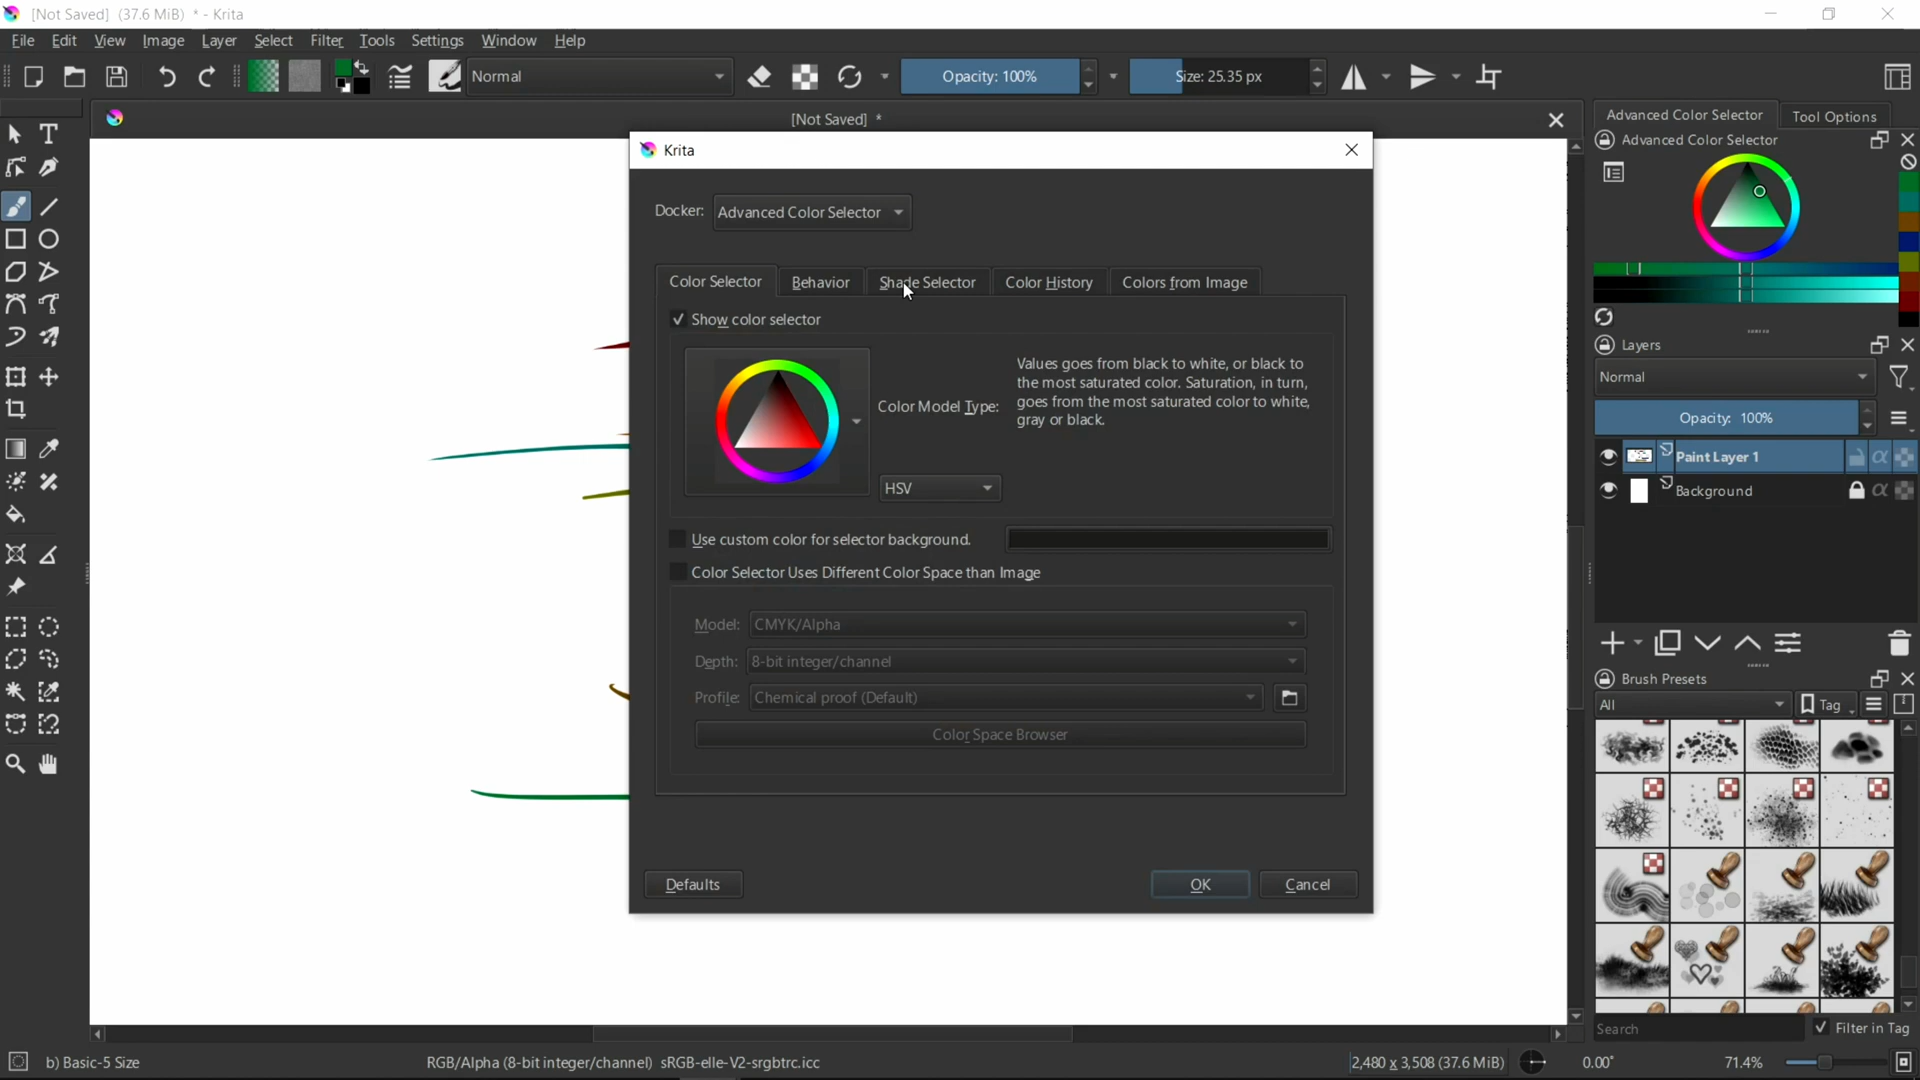 [Not Saved] (37.6 MiB) * - Krita
File Edit View Image Layer Select Filter Tools Settings Window Help
Normal Opacity: 100% Size: 25.35 px
[Not Saved] *
Advanced Color Selector Tool Options
Advanced Color Selector
Krita
Docker: Advanced Color Selector
Color Selector Behavior Shade Selector Color History Colors from Image
Show color selector
Values goes from black to white, or black to
the most saturated color. Saturation, in turn,
goes from the most saturated color to white,
gray or black.
Color Model Type:
HSV
Use custom color for selector background.
Color Selector Uses Different Color Space than Image
Model: CMYK/Alpha
Depth: 8-bit integer/channel
Profile: Chemical proof (Default)
Color Space Browser
Defaults OK Cancel
Layers
Normal
Opacity: 100%
Paint Layer 1
Background
Brush Presets
All Tag
Search Filter in Tag
b) Basic-5 Size RGB/Alpha (8-bit integer/channel) sRGB-elle-V2-srgbtrc.icc 2,480 x 3,508 (37.6 MiB) 0.00° 71.4%